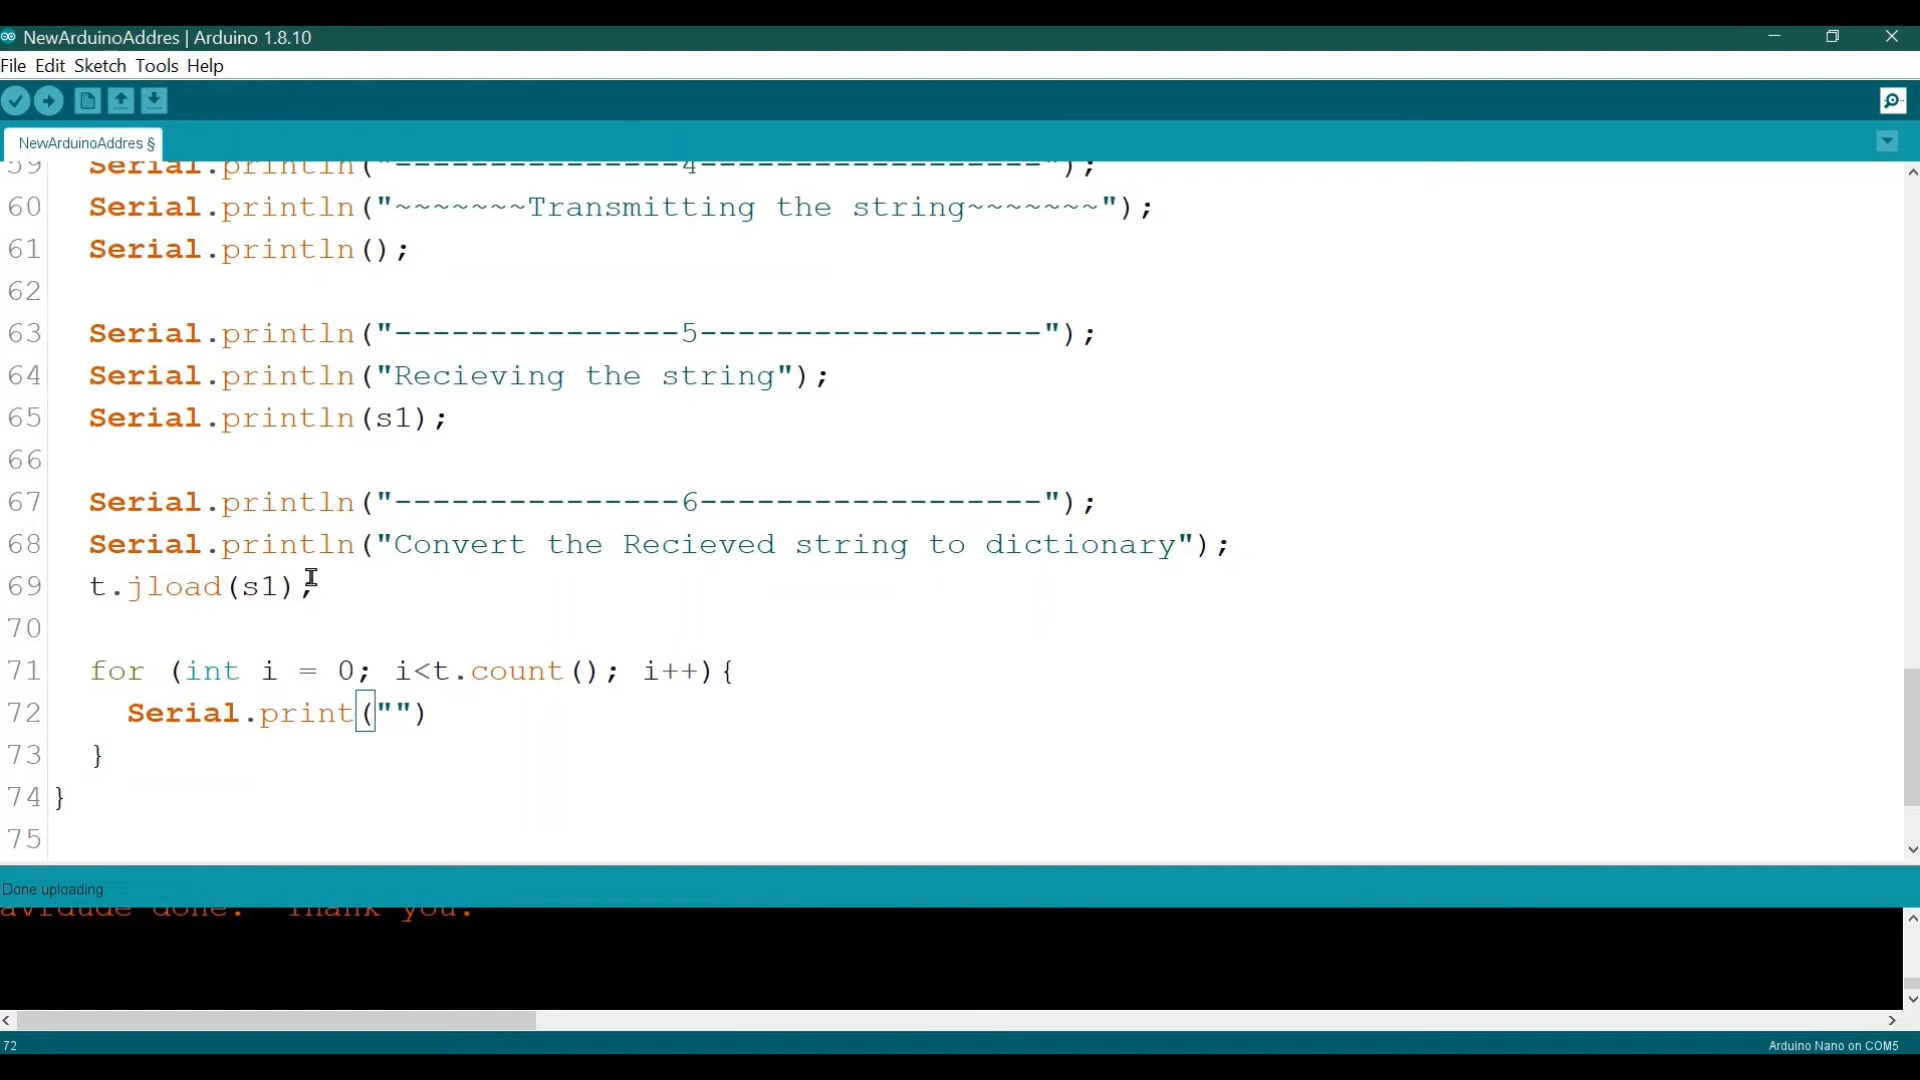 NewArduinoAddres | Arduino 1.8.10
File Edit Sketch Tools Help
NewArduinoAddres §
59 Serial.println("---------------4------------------");
60 Serial.println("~~~~~~~Transmitting the string~~~~~~~");
61 Serial.println();
62
63 Serial.println("---------------5------------------");
64 Serial.println("Recieving the string");
65 Serial.println(s1);
66
67 Serial.println("---------------6------------------");
68 Serial.println("Convert the Recieved string to dictionary");
69 t.jload(s1);
70
71 for (int i = 0; i<t.count(); i++){
72 Serial.print("")
73 }
74 }
75
Done uploading.
avrdude done. Thank you.
72 Arduino Nano on COM5